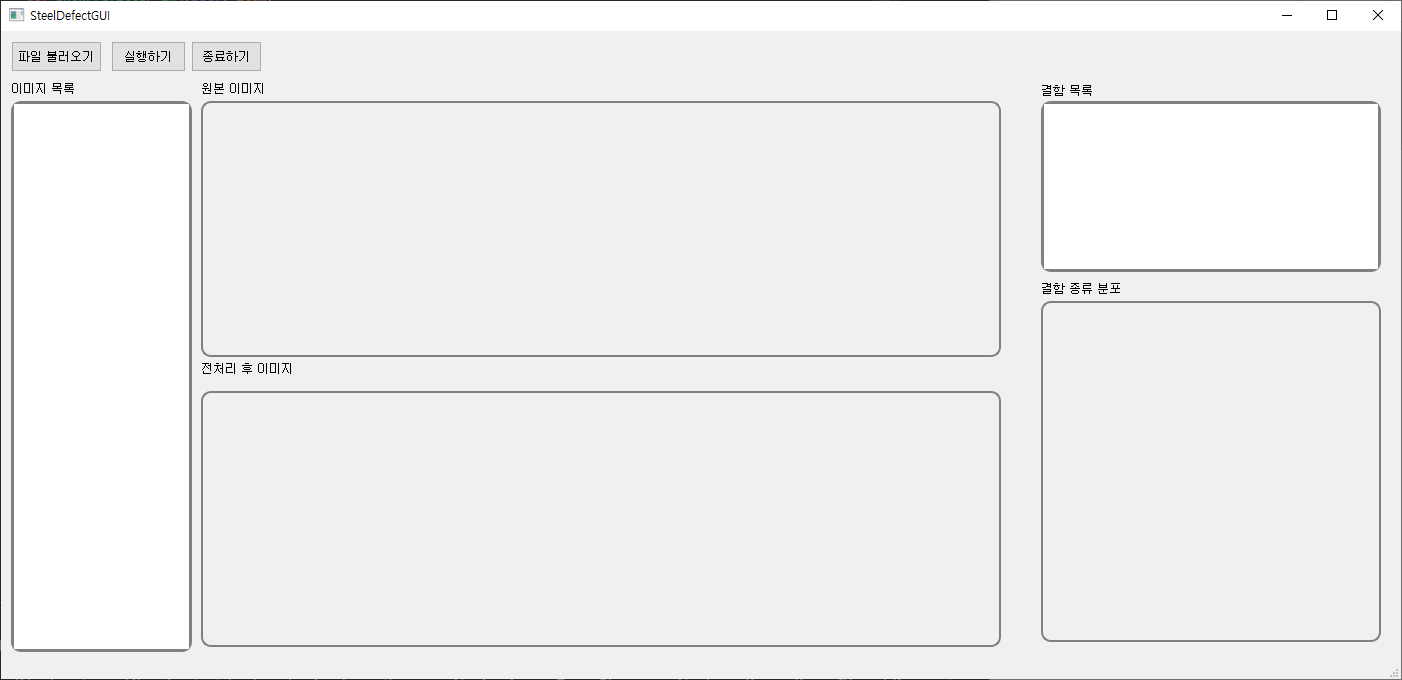 SteelDefectGUI
파일 불러오기 실행하기 종료하기
이미지 목록
원본 이미지
결함 목록
결함 종류 분포
전처리 후 이미지